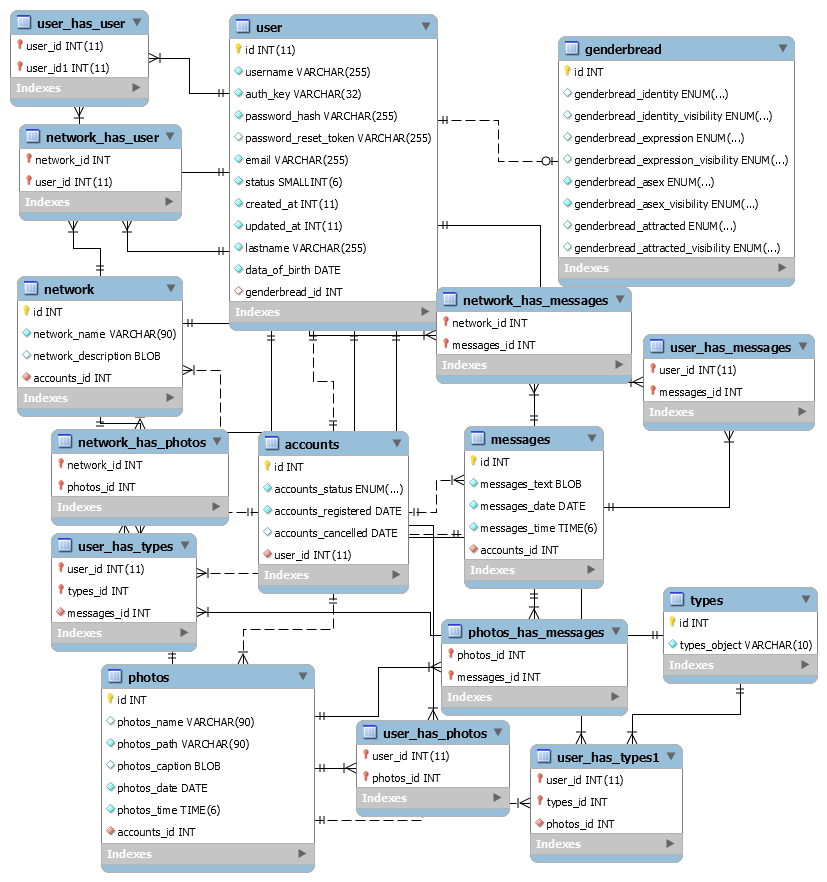 user_has_user
user_id INT(11)
user_id1 INT(11)
Indexes
user
id INT(11)
username VARCHAR(255)
auth_key VARCHAR(32)
password_hash VARCHAR(255)
password_reset_token VARCHAR(255)
email VARCHAR(255)
status SMALLINT(6)
created_at INT(11)
updated_at INT(11)
lastname VARCHAR(255)
data_of_birth DATE
genderbread_id INT
Indexes
genderbread
id INT
genderbread_identity ENUM(...)
genderbread_identity_visibility ENUM(...)
genderbread_expression ENUM(...)
genderbread_expression_visibility ENUM(...)
genderbread_asex ENUM(...)
genderbread_asex_visibility ENUM(...)
genderbread_attracted ENUM(...)
genderbread_attracted_visibility ENUM(...)
Indexes
network_has_user
network_id INT
user_id INT(11)
Indexes
network
id INT
network_name VARCHAR(90)
network_description BLOB
accounts_id INT
Indexes
network_has_messages
network_id INT
messages_id INT
Indexes
user_has_messages
user_id INT(11)
messages_id INT
Indexes
network_has_photos
network_id INT
photos_id INT
Indexes
accounts
id INT
accounts_status ENUM(...)
accounts_registered DATE
accounts_cancelled DATE
user_id INT(11)
Indexes
messages
id INT
messages_text BLOB
messages_date DATE
messages_time TIME(6)
accounts_id INT
Indexes
user_has_types
user_id INT(11)
types_id INT
messages_id INT
Indexes
types
id INT
types_object VARCHAR(10)
Indexes
photos_has_messages
photos_id INT
messages_id INT
Indexes
photos
id INT
photos_name VARCHAR(90)
photos_path VARCHAR(90)
photos_caption BLOB
photos_date DATE
photos_time TIME(6)
accounts_id INT
Indexes
user_has_photos
user_id INT(11)
photos_id INT
Indexes
user_has_types1
user_id INT(11)
types_id INT
photos_id INT
Indexes